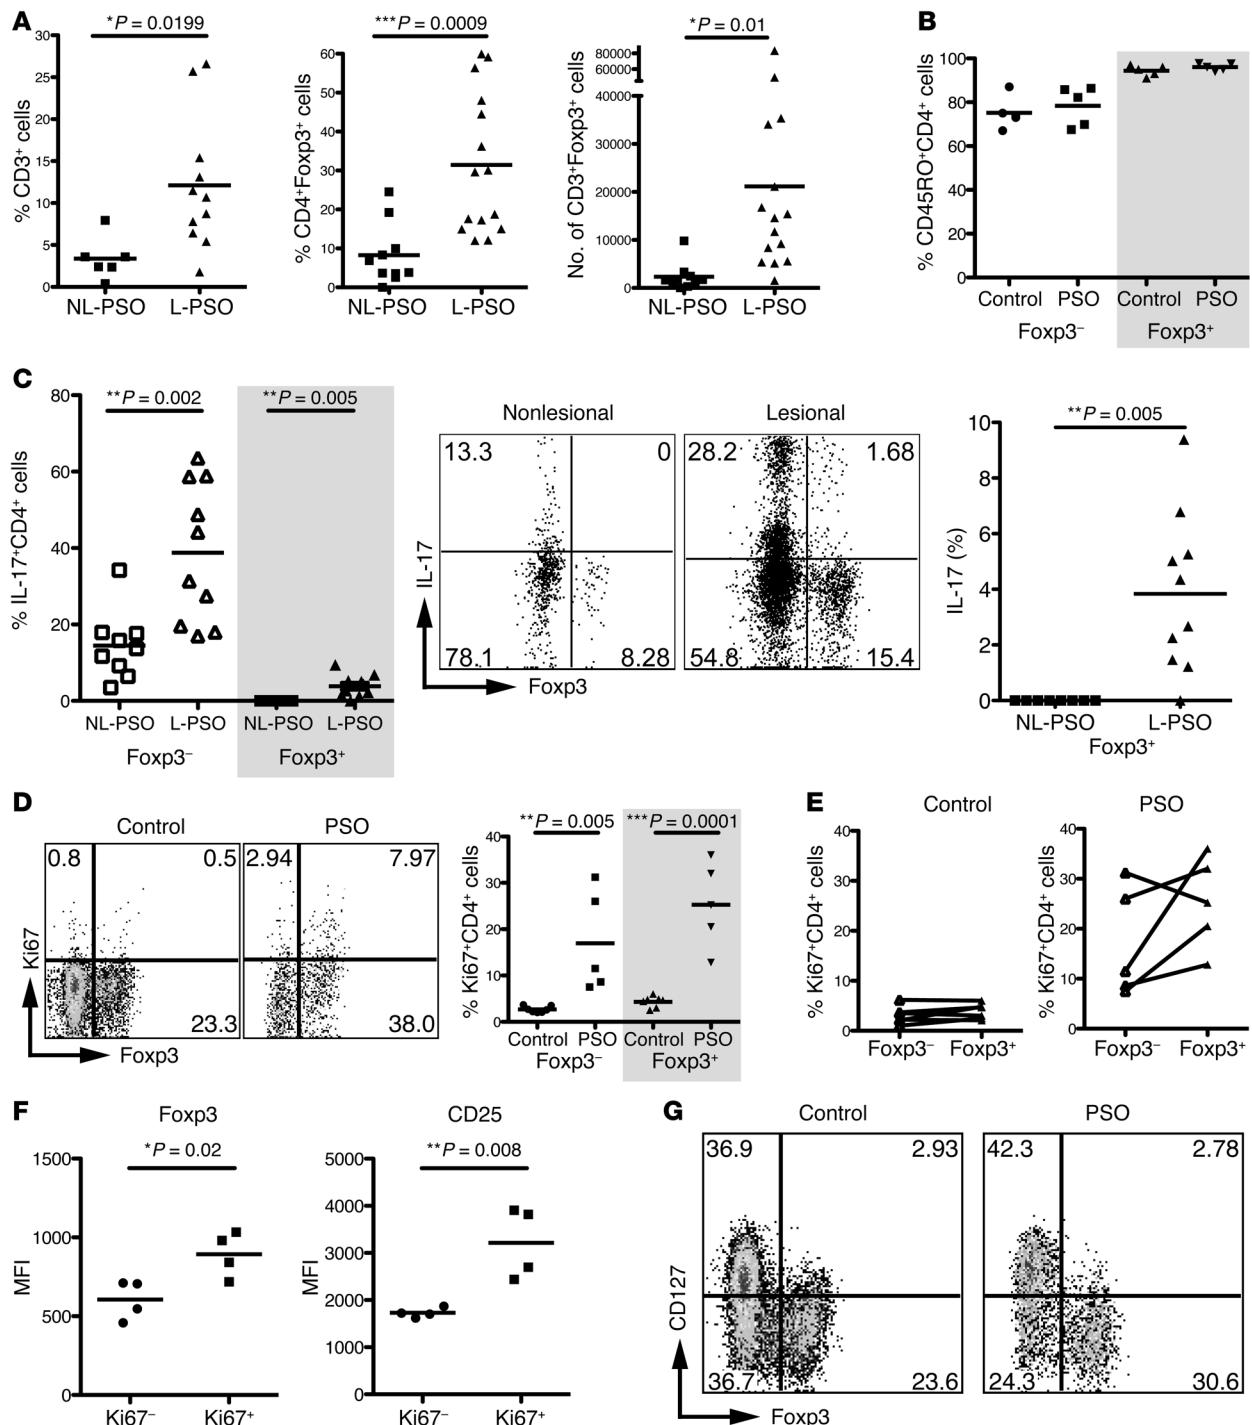 A
*P = 0.0199
% CD3⁺ cells
30
25
20
15
10
5
0
NL-PSO
L-PSO
***P = 0.0009
% CD4⁺Foxp3⁺ cells
60
50
40
30
20
10
0
NL-PSO
L-PSO
*P = 0.01
No. of CD3⁺Foxp3⁺ cells
80000
60000
40000
30000
20000
10000
0
NL-PSO
L-PSO
B
% CD45RO⁺CD4⁺ cells
100
80
60
40
20
0
Control
PSO
Control
PSO
Foxp3⁻
Foxp3⁺
C
% IL-17⁺CD4⁺ cells
80
60
40
20
0
**P = 0.002
**P = 0.005
NL-PSO
L-PSO
NL-PSO
L-PSO
Foxp3⁻
Foxp3⁺
Nonlesional
Lesional
13.3
0
28.2
1.68
IL-17
78.1
8.28
54.8
15.4
Foxp3
**P = 0.005
IL-17 (%)
10
8
6
4
2
0
NL-PSO
L-PSO
Foxp3⁺
D
Control
PSO
0.8
0.5
2.94
7.97
Ki67
23.3
38.0
Foxp3
**P = 0.005
***P = 0.0001
% Ki67⁺CD4⁺ cells
40
30
20
10
0
Control
PSO
Control
PSO
Foxp3⁻
Foxp3⁺
E
Control
% Ki67⁺CD4⁺ cells
40
30
20
10
0
Foxp3⁻
Foxp3⁺
PSO
% Ki67⁺CD4⁺ cells
40
30
20
10
0
Foxp3⁻
Foxp3⁺
F
Foxp3
*P = 0.02
MFI
1500
1000
500
0
Ki67⁻
Ki67⁺
CD25
**P = 0.008
MFI
5000
4000
3000
2000
1000
0
Ki67⁻
Ki67⁺
G
Control
PSO
36.9
2.93
42.3
2.78
CD127
36.7
23.6
24.3
30.6
Foxp3